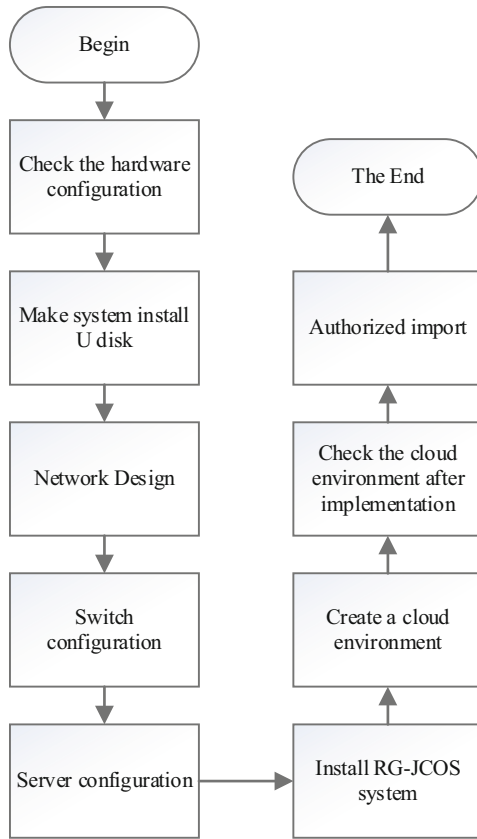 Begin
Check the hardware
configuration
Make system install
U disk
Network Design
Switch
configuration
Server configuration
Install RG-JCOS
system
Create a cloud
environment
Check the cloud
environment after
implementation
Authorized import
The End